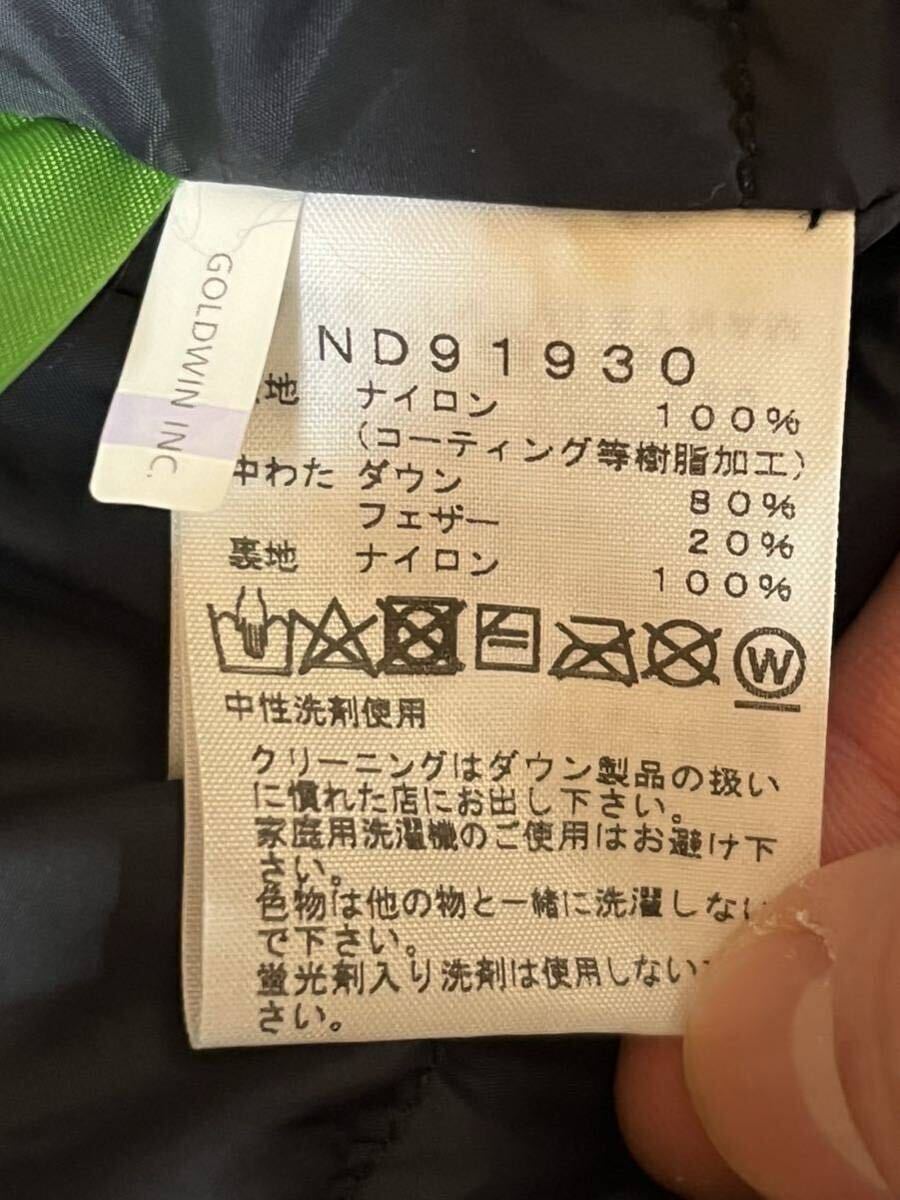 GOLDWIN INC.
ND91930
地 ナイロン 100%
(コーティング等樹脂加工)
中わた ダウン 80%
フェザー 20%
裏地 ナイロン 100%
W
中性洗剤使用
クリーニングはダウン製品の扱い
に慣れた店にお出し下さい。
家庭用洗濯機のご使用はお避け下
さい。
色物は他の物と一緒に洗濯しない
で下さい。
蛍光剤入り洗剤は使用しない
さい。